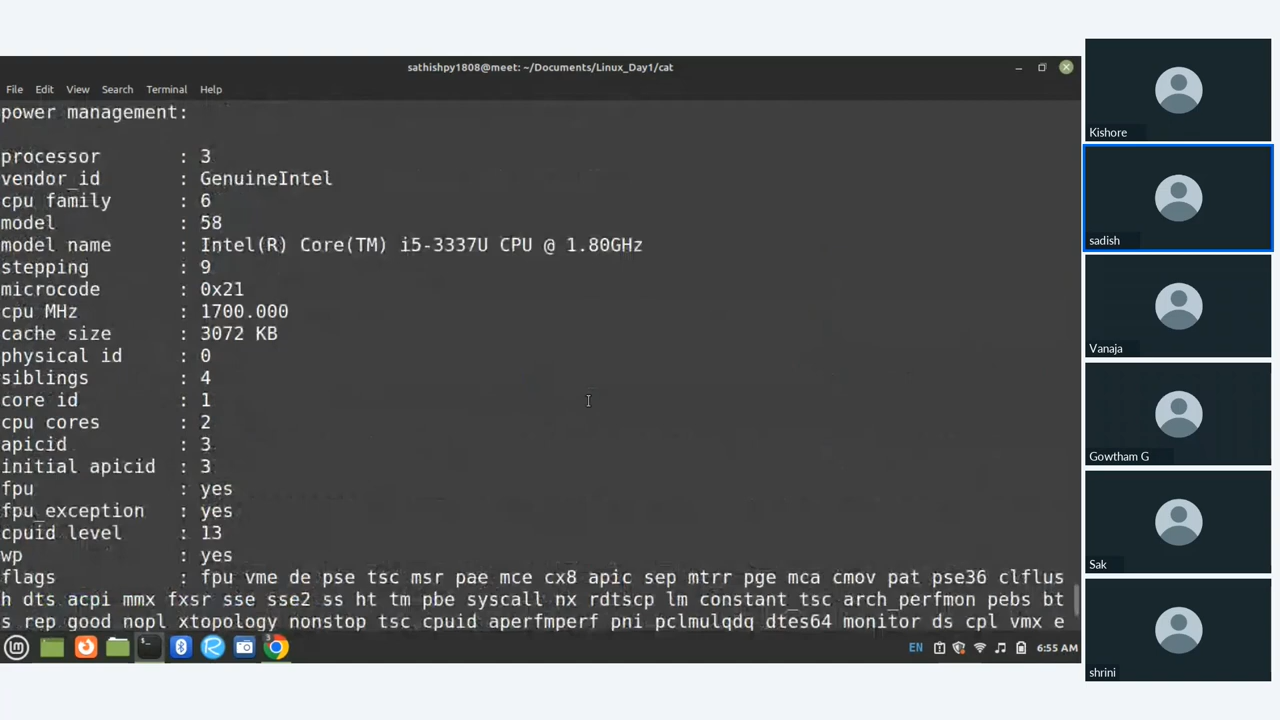 sathishpy1808@meet: ~/Documents/Linux_Day1/cat
File Edit View Search Terminal Help
power management:
processor : 3
vendor_id : GenuineIntel
cpu family : 6
model : 58
model name : Intel(R) Core(TM) i5-3337U CPU @ 1.80GHz
stepping : 9
microcode : 0x21
cpu MHz : 1700.000
cache size : 3072 KB
physical id : 0
siblings : 4
core id : 1
cpu cores : 2
apicid : 3
initial apicid : 3
fpu : yes
fpu_exception : yes
cpuid level : 13
wp : yes
flags : fpu vme de pse tsc msr pae mce cx8 apic sep mtrr pge mca cmov pat pse36 clflus
h dts acpi mmx fxsr sse sse2 ss ht tm pbe syscall nx rdtscp lm constant_tsc arch_perfmon pebs bt
s rep good nopl xtopology nonstop tsc cpuid aperfmperf pni pclmulqdq dtes64 monitor ds cpl vmx e
EN 6:55 AM
Kishore
sadish
Vanaja
Gowtham G
Sak
shrini